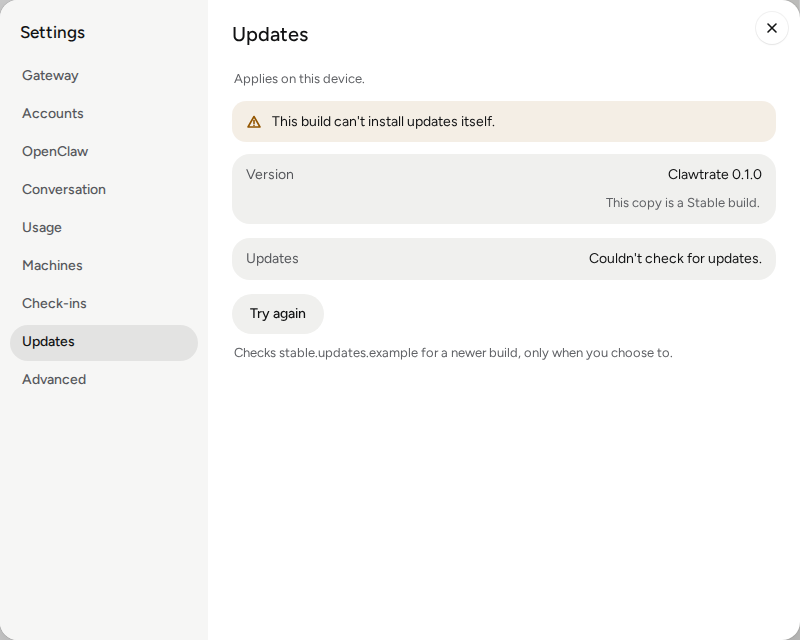 Settings
Gateway
Accounts
OpenClaw
Conversation
Usage
Machines
Check-ins
Updates
Advanced
Updates
Applies on this device.
This build can't install updates itself.
Version
Clawtrate 0.1.0
This copy is a Stable build.
Updates
Couldn't check for updates.
Try again
Checks stable.updates.example for a newer build, only when you choose to.